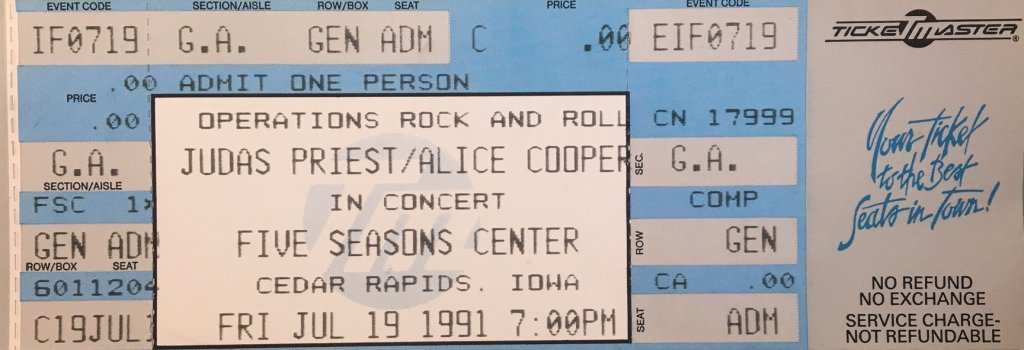 EVENT CODE SECTION/AISLE ROW/BOX SEAT PRICE EVENT CODE
IF0719 G.A. GEN ADM C .00 EIF0719
.00 ADMIT ONE PERSON
PRICE
.00
OPERATIONS ROCK AND ROLL
CN 17999
G.A.
SECTION/AISLE
JUDAS PRIEST/ALICE COOPER
SEC. G.A.
FSC 1×
IN CONCERT
COMP
GEN ADM
ROW/BOX SEAT
FIVE SEASONS CENTER
ROW GEN
6011204
CEDAR RAPIDS. IOWA
CA .00
C19JUL
FRI JUL 19 1991 7:00PM
SEAT ADM
TICKETMASTER®
Your Ticket
to the Best
Seats in Town!
NO REFUND
NO EXCHANGE
SERVICE CHARGE-
NOT REFUNDABLE